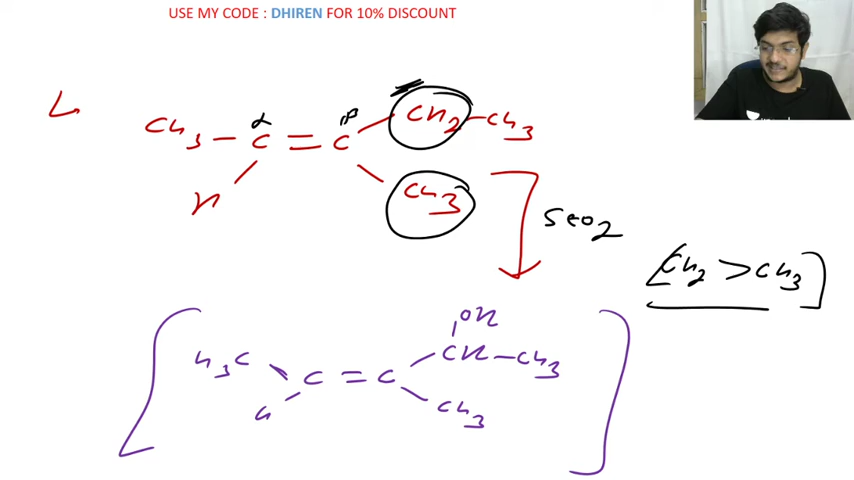 USE MY CODE : DHIREN FOR 10% DISCOUNT
CH3 - C = C - CH2 - CH3
α β
H CH3
SeO2
[CH2 > CH3]
OH
H3C C = C - CH - CH3
H CH3